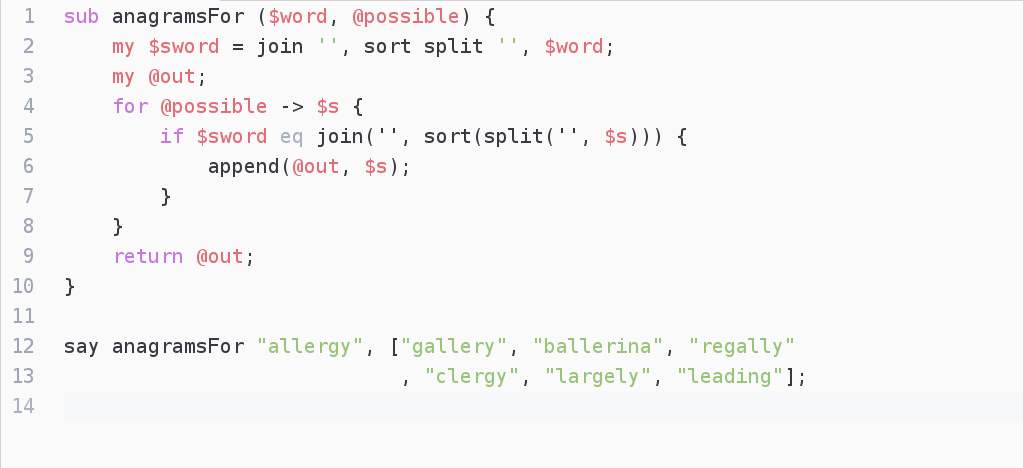 1 sub anagramsFor ($word, @possible) {
2     my $sword = join '', sort split '', $word;
3     my @out;
4     for @possible -> $s {
5         if $sword eq join('', sort(split('', $s))) {
6             append(@out, $s);
7         }
8     }
9     return @out;
10 }
11
12 say anagramsFor "allergy", ["gallery", "ballerina", "regally"
13                             , "clergy", "largely", "leading"];
14